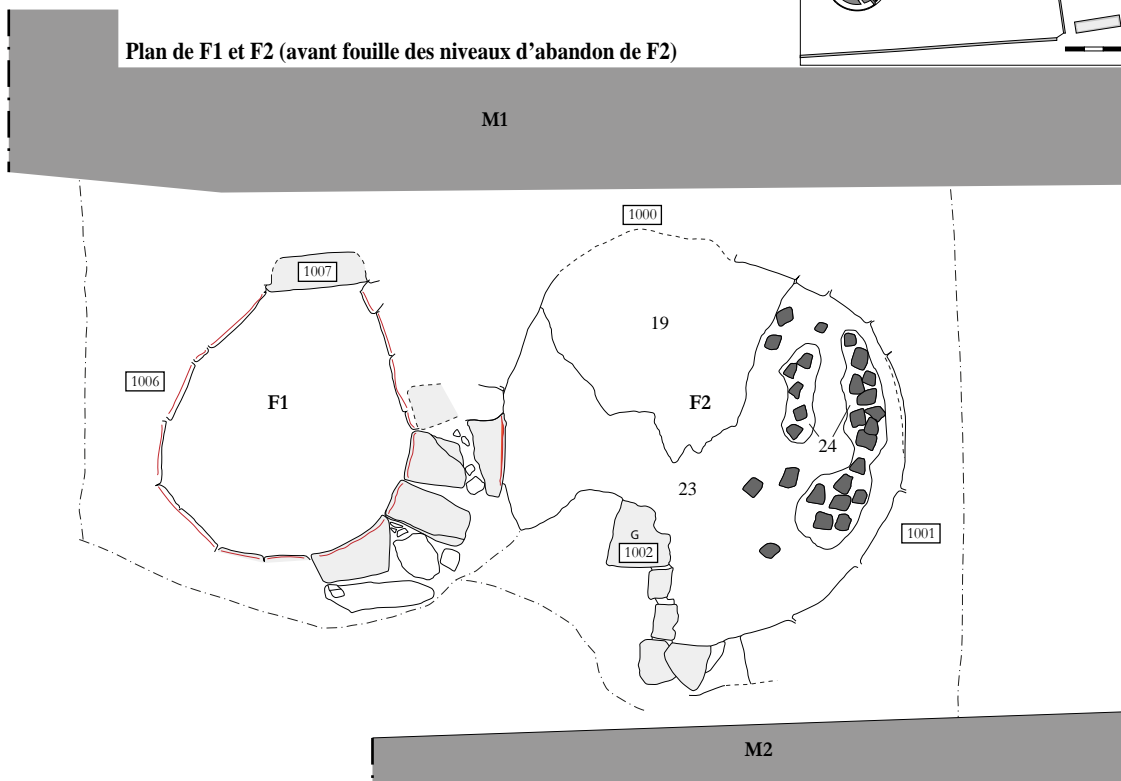 Plan de F1 et F2 (avant fouille des niveaux d'abandon de F2)
M1
1000
1007
19
1006
F1
F2
24
23
G
1002
1001
M2